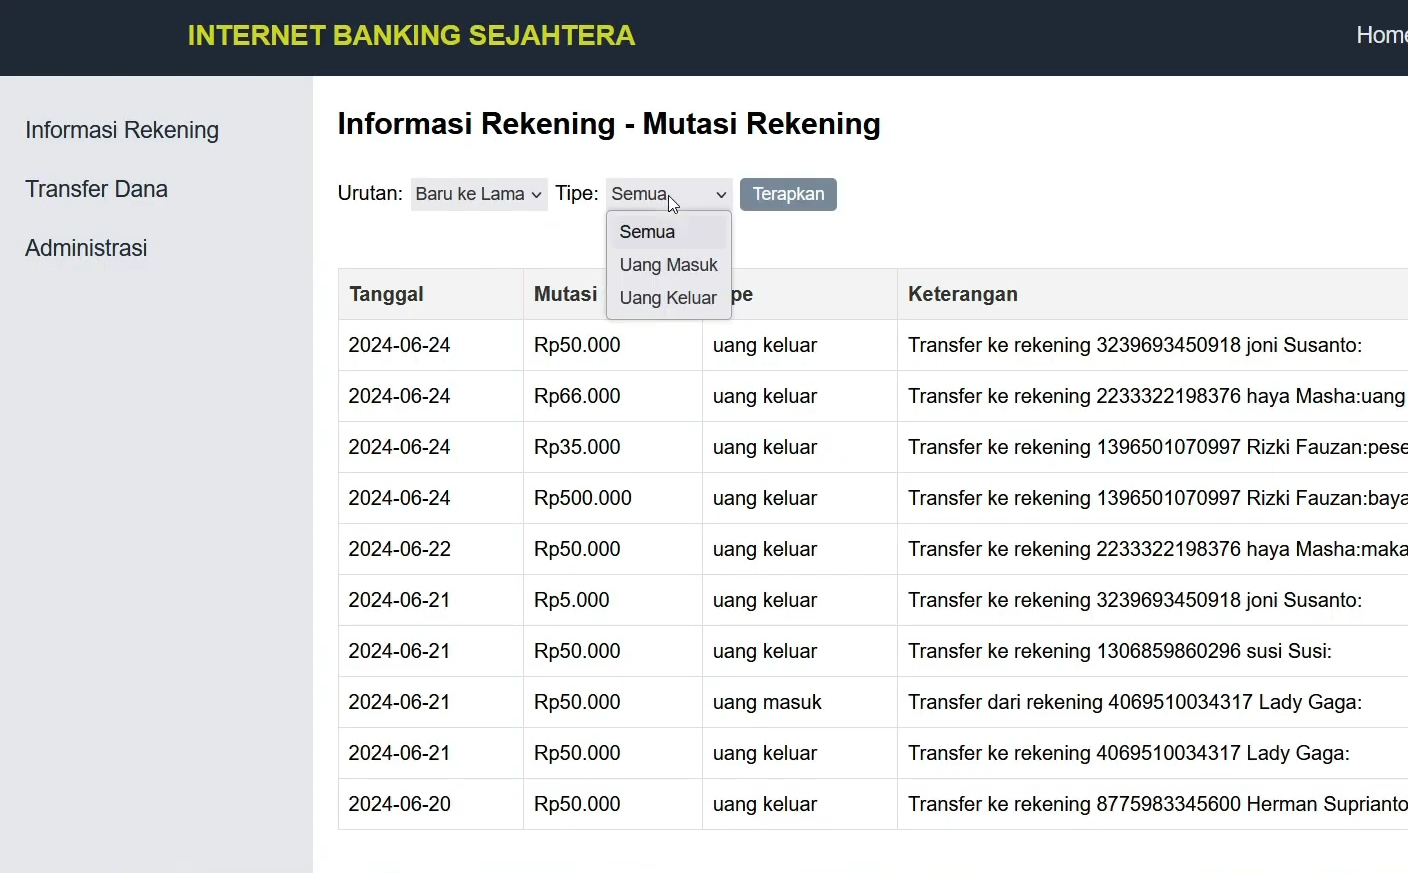 INTERNET BANKING SEJAHTERA
Informasi Rekening
Transfer Dana
Administrasi
Informasi Rekening - Mutasi Rekening
Urutan: Baru ke Lama Tipe: Semua Terapkan
Semua
Uang Masuk
Uang Keluar
Tanggal Mutasi Keterangan
2024-06-24 Rp50.000 uang keluar Transfer ke rekening 3239693450918 joni Susanto:
2024-06-24 Rp66.000 uang keluar Transfer ke rekening 2233322198376 haya Masha:uang
2024-06-24 Rp35.000 uang keluar Transfer ke rekening 1396501070997 Rizki Fauzan:
2024-06-24 Rp500.000 uang keluar Transfer ke rekening 1396501070997 Rizki Fauzan:
2024-06-22 Rp50.000 uang keluar Transfer ke rekening 2233322198376 haya Masha:
2024-06-21 Rp5.000 uang keluar Transfer ke rekening 3239693450918 joni Susanto:
2024-06-21 Rp50.000 uang keluar Transfer ke rekening 1306859860296 susi Susi:
2024-06-21 Rp50.000 uang masuk Transfer dari rekening 4069510034317 Lady Gaga:
2024-06-21 Rp50.000 uang keluar Transfer ke rekening 4069510034317 Lady Gaga:
2024-06-20 Rp50.000 uang keluar Transfer ke rekening 8775983345600 Herman Suprianto